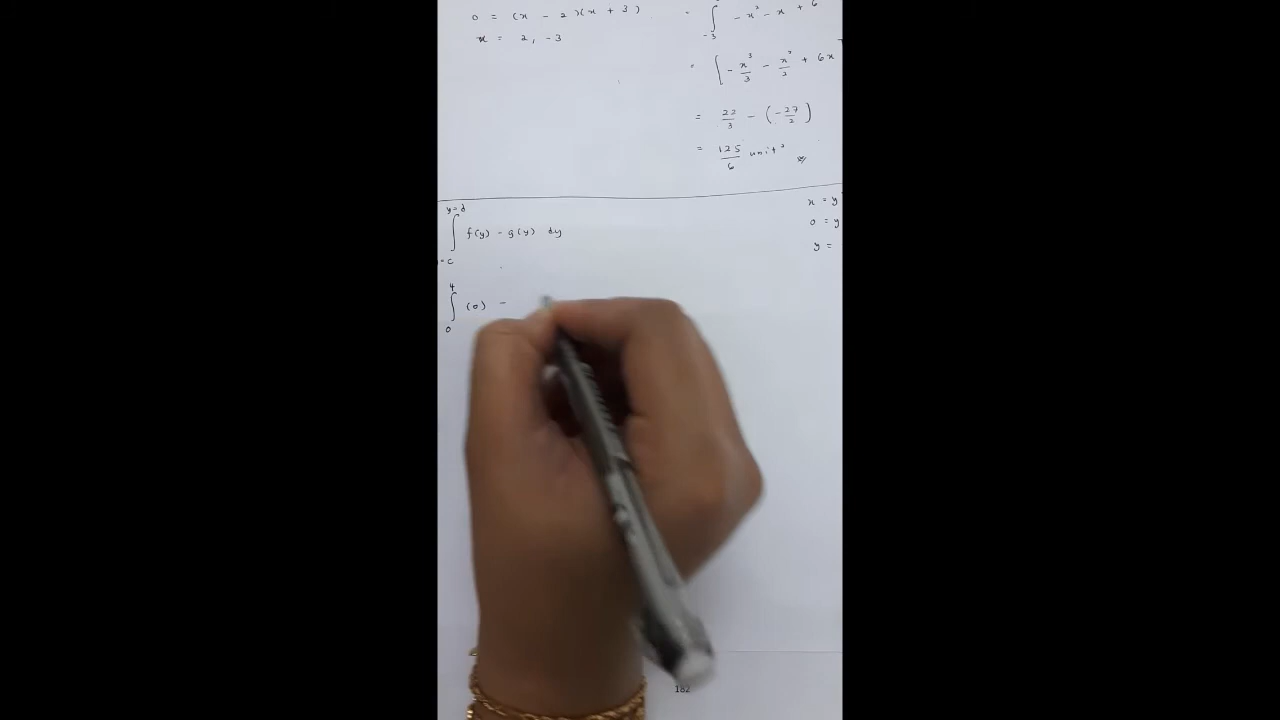 0 = (x - 2)(x + 3)
x = 2, -3
= ∫ -x² - x + 6
-3
= [ -x³/3 - x²/2 + 6x
= 22/3 - (-27/2)
= 125/6 unit²
y=d
∫ f(y) - g(y) dy
=c
4
∫ (0) -
0
x = y
0 = y
y =
182